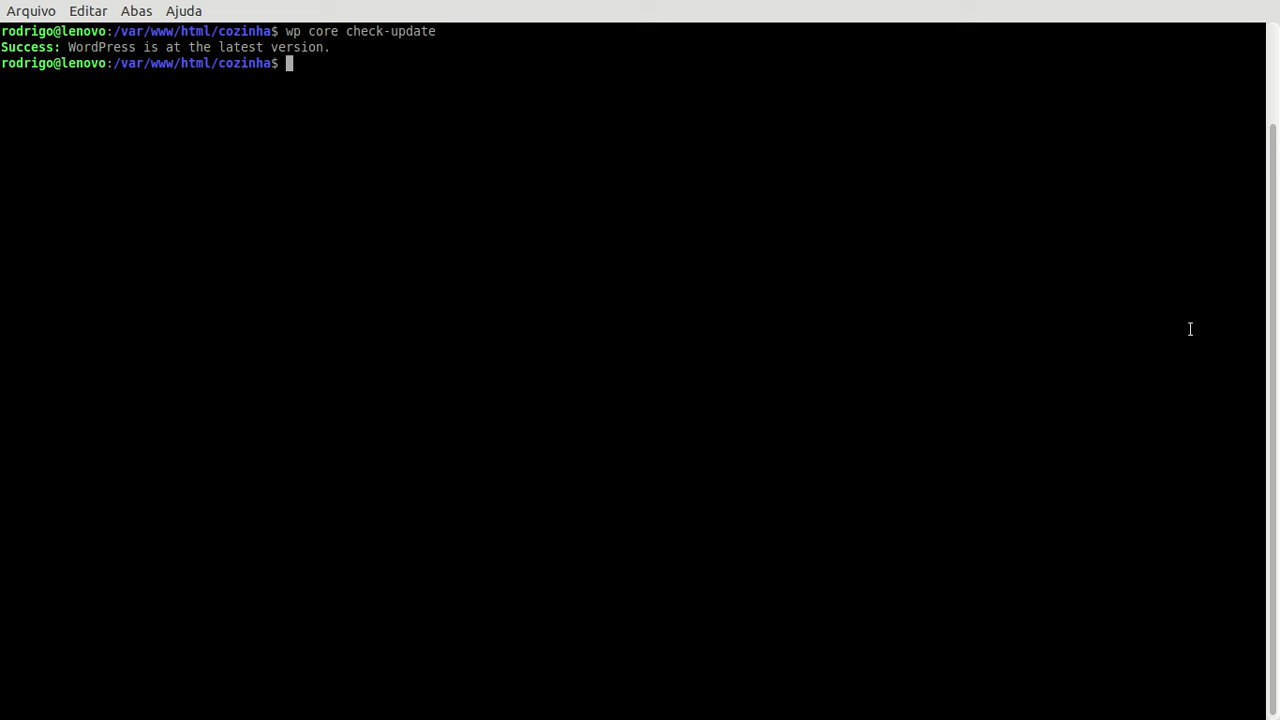 Arquivo Editar Abas Ajuda
rodrigo@lenovo:/var/www/html/cozinha$ wp core check-update
Success: WordPress is at the latest version.
rodrigo@lenovo:/var/www/html/cozinha$